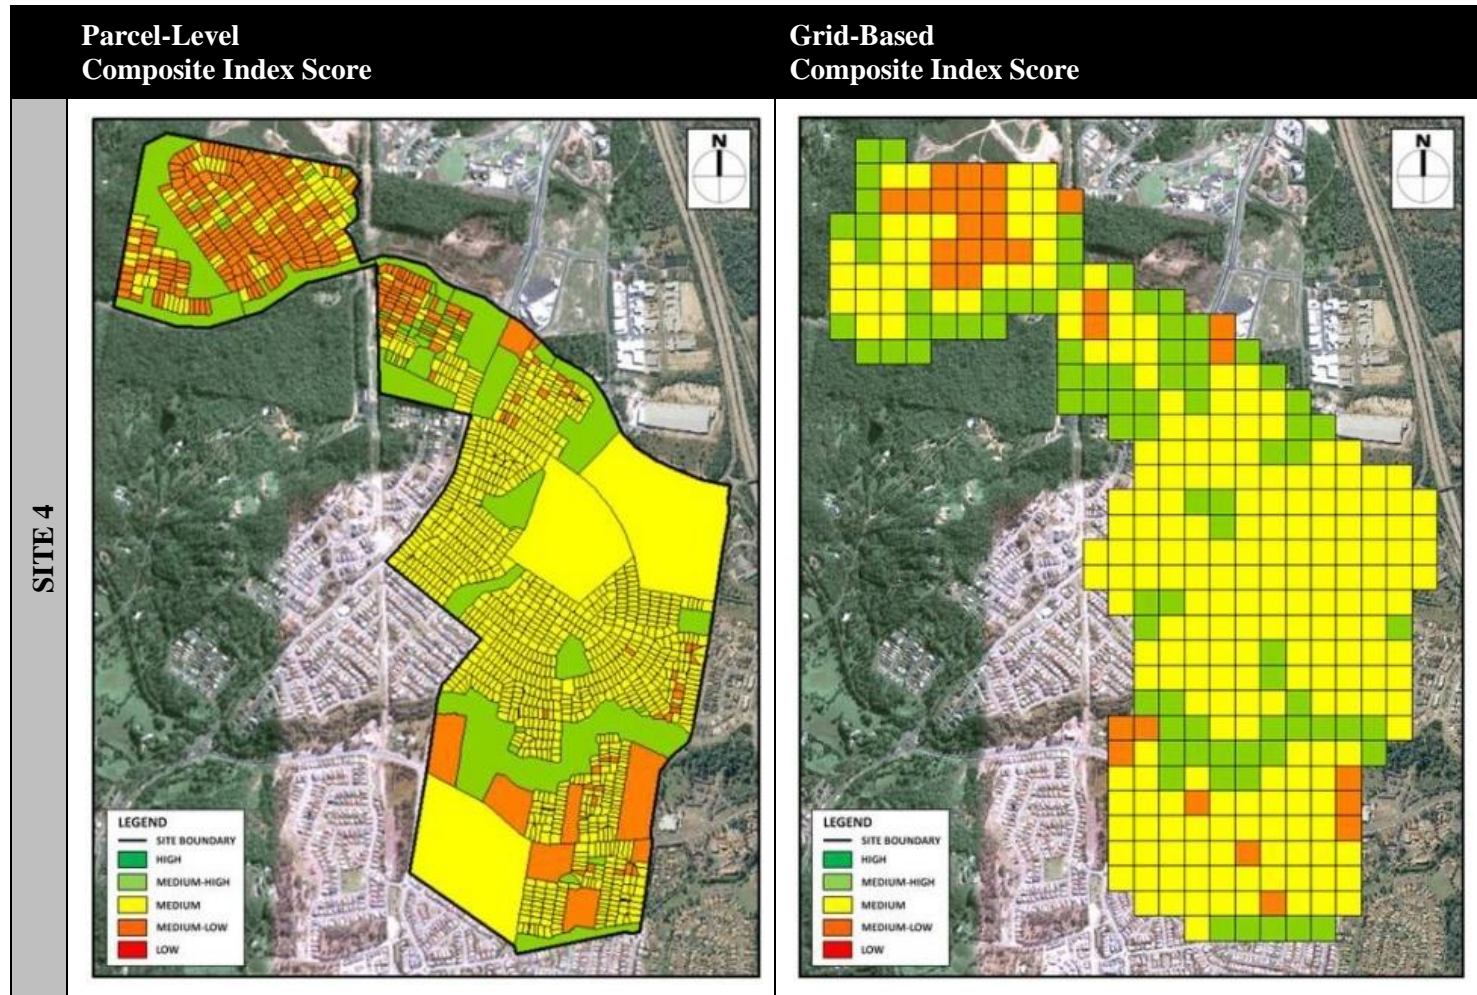 Parcel-Level
Composite Index Score
Grid-Based
Composite Index Score
SITE 4
N
LEGEND
SITE BOUNDARY
HIGH
MEDIUM-HIGH
MEDIUM
MEDIUM-LOW
LOW
N
LEGEND
SITE BOUNDARY
HIGH
MEDIUM-HIGH
MEDIUM
MEDIUM-LOW
LOW